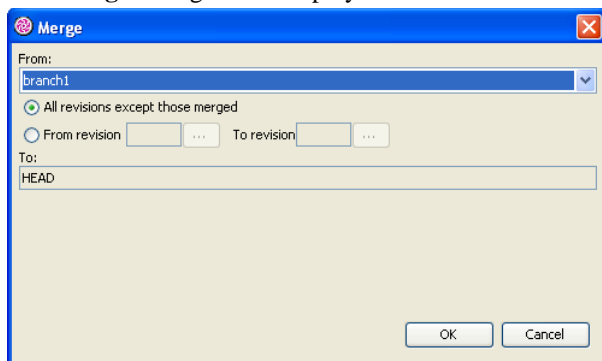 Merge
From:
branch1
All revisions except those merged
From revision ... To revision ...
To:
HEAD
OK Cancel